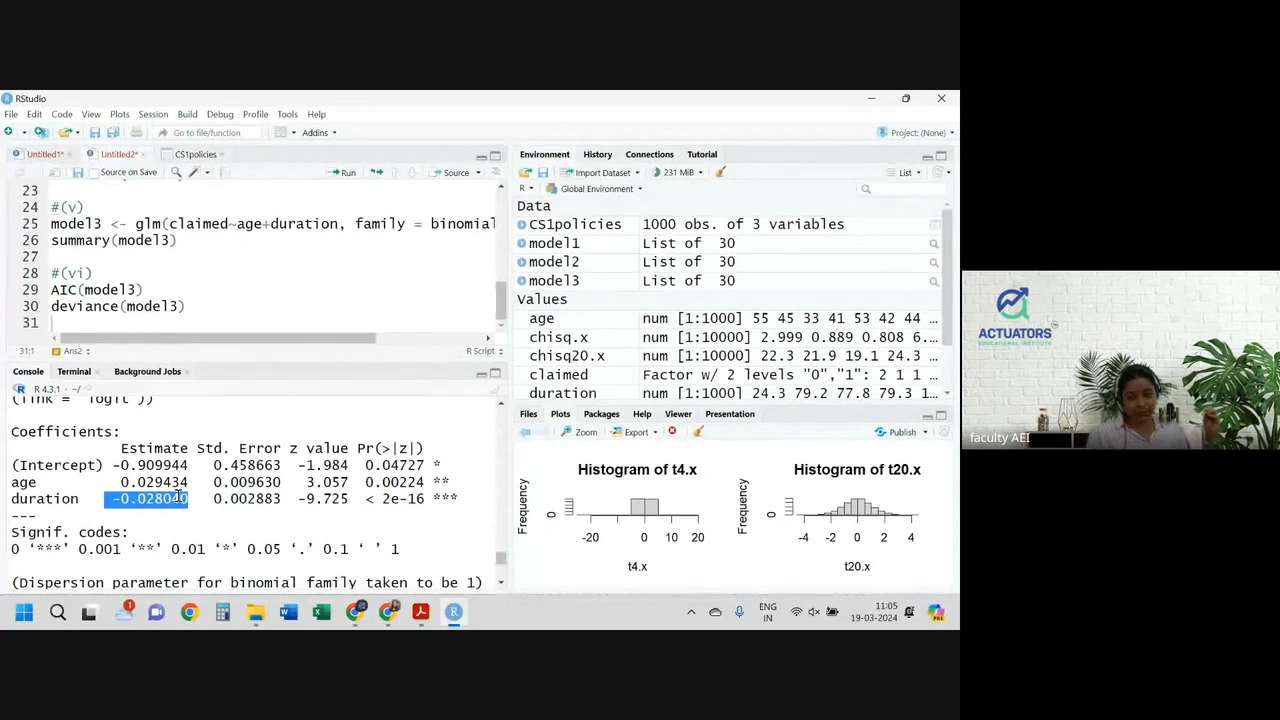 RStudio
File Edit Code View Plots Session Build Debug Profile Tools Help
Go to file/function Addins Project: (None)
Untitled1* Untitled2* CS1policies
Source on Save Run Source
23
24 #(v)
25 model3 <- glm(claimed~age+duration, family = binomial
26 summary(model3)
27
28 #(vi)
29 AIC(model3)
30 deviance(model3)
31
31:1 Ans2 R Script
Console Terminal Background Jobs
R 4.3.1 · ~/
(link = "logit"))
Coefficients:
Estimate Std. Error z value Pr(>|z|)
(Intercept) -0.909944 0.458663 -1.984 0.04727 *
age 0.029434 0.009630 3.057 0.00224 **
duration -0.028040 0.002883 -9.725 < 2e-16 ***
---
Signif. codes:
0 ‘***’ 0.001 ‘**’ 0.01 ‘*’ 0.05 ‘.’ 0.1 ‘ ’ 1
(Dispersion parameter for binomial family taken to be 1)
Environment History Connections Tutorial
Import Dataset 231 MiB List
R Global Environment
Data
CS1policies 1000 obs. of 3 variables
model1 List of 30
model2 List of 30
model3 List of 30
Values
age num [1:1000] 55 45 33 41 53 42 44 ...
chisq.x num [1:1000] 2.999 0.889 0.808 6...
chisq20.x num [1:1000] 22.3 21.9 19.1 24.3 ...
claimed Factor w/ 2 levels "0","1": 2 1 1 ...
duration num [1:1000] 24.3 79.2 77.8 79.3 1...
Files Plots Packages Help Viewer Presentation
Zoom Export Publish
Histogram of t4.x
Frequency
0
-20 0 10 20
t4.x
Histogram of t20.x
Frequency
0
-4 -2 0 2 4
t20.x
1
ENG
IN
11:05
19-03-2024
ACTUATORS
EDUCATIONAL INSTITUTE
faculty AEI